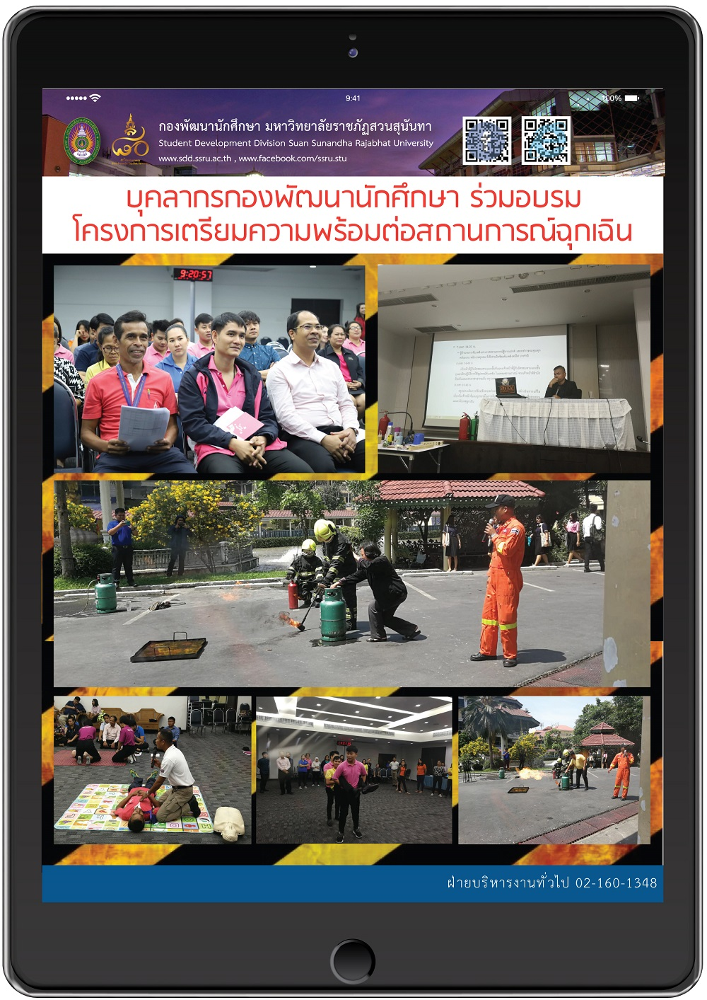 9:41
100%
กองพัฒนานักศึกษา มหาวิทยาลัยราชภัฏสวนสุนันทา
Student Development Division Suan Sunandha Rajabhat University
www.sdd.ssru.ac.th , www.facebook.com/ssru.stu
บุคลากรกองพัฒนานักศึกษา ร่วมอบรม
โครงการเตรียมความพร้อมต่อสถานการณ์ฉุกเฉิน
9:20:57
ฝ่ายบริหารงานทั่วไป 02-160-1348